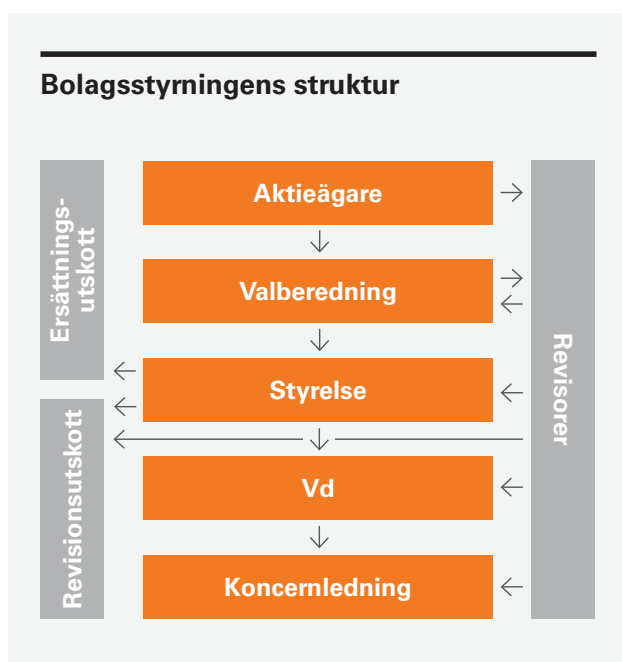 Bolagsstyrningens struktur
Ersättnings-
utskott
Aktieägare
Valberedning
Styrelse
Revisorer
Revisionsutskott
Vd
Koncernledning